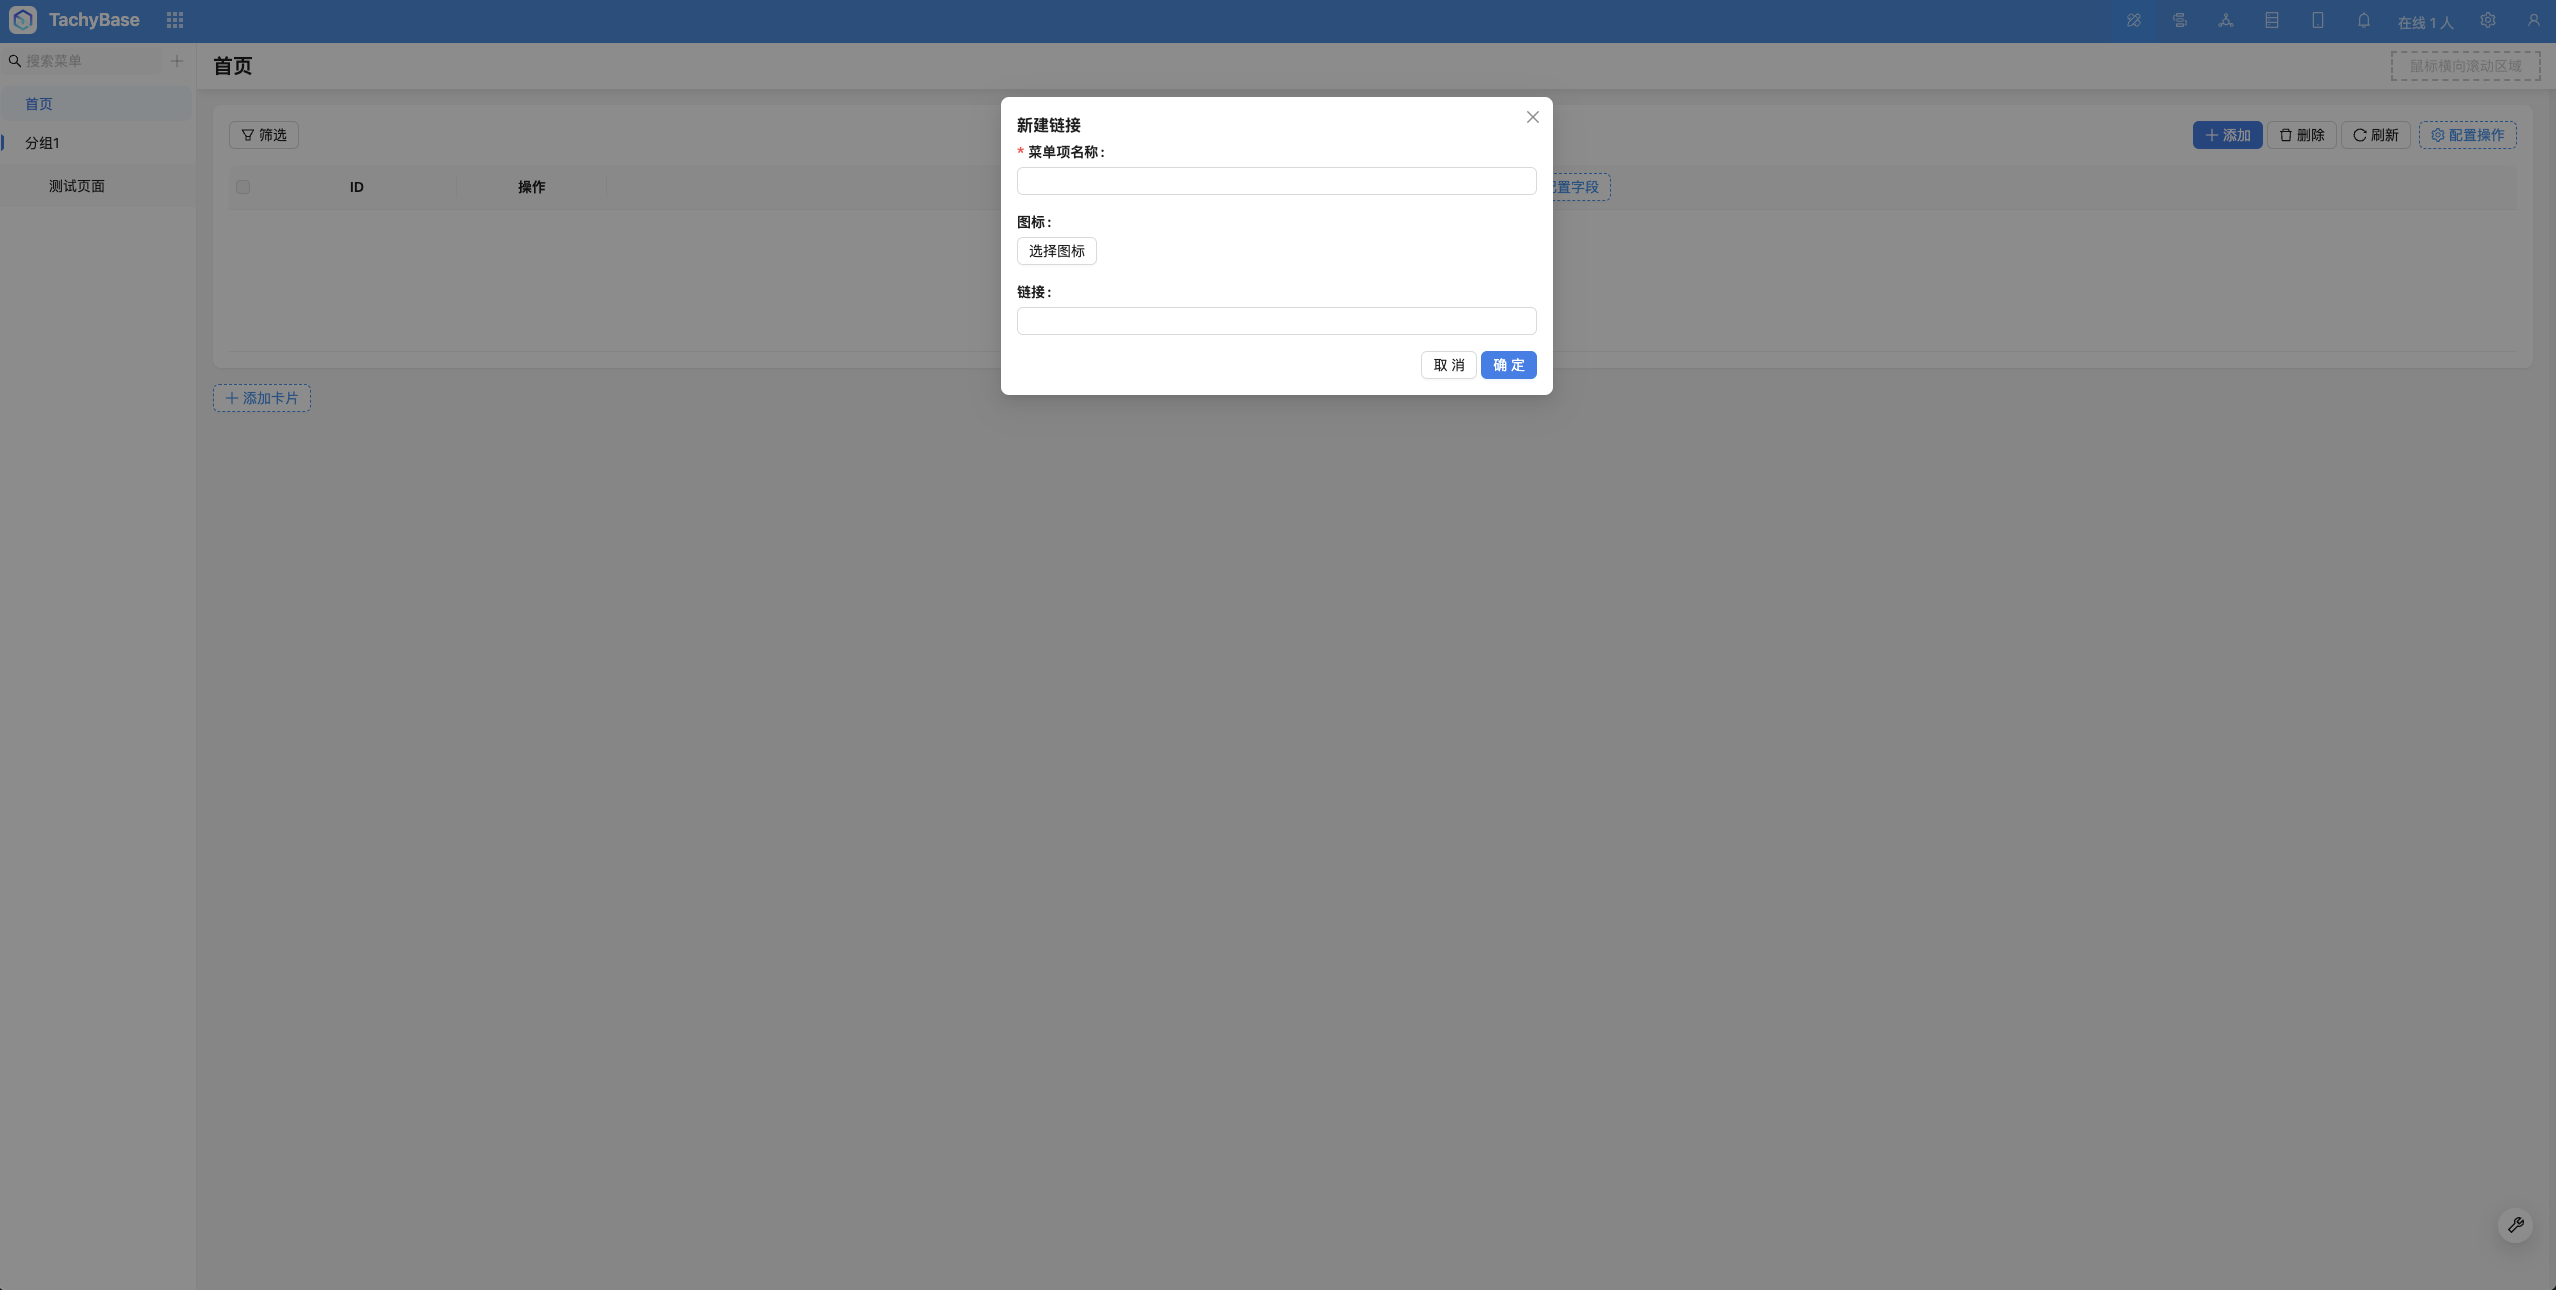 TachyBase
在线 1 人
搜索菜单
首页
分组1
测试页面
首页
鼠标横向滚动区域
筛选
添加
删除
刷新
配置操作
ID
操作
置字段
添加卡片
新建链接
* 菜单项名称：
图标：
选择图标
链接：
取 消
确 定